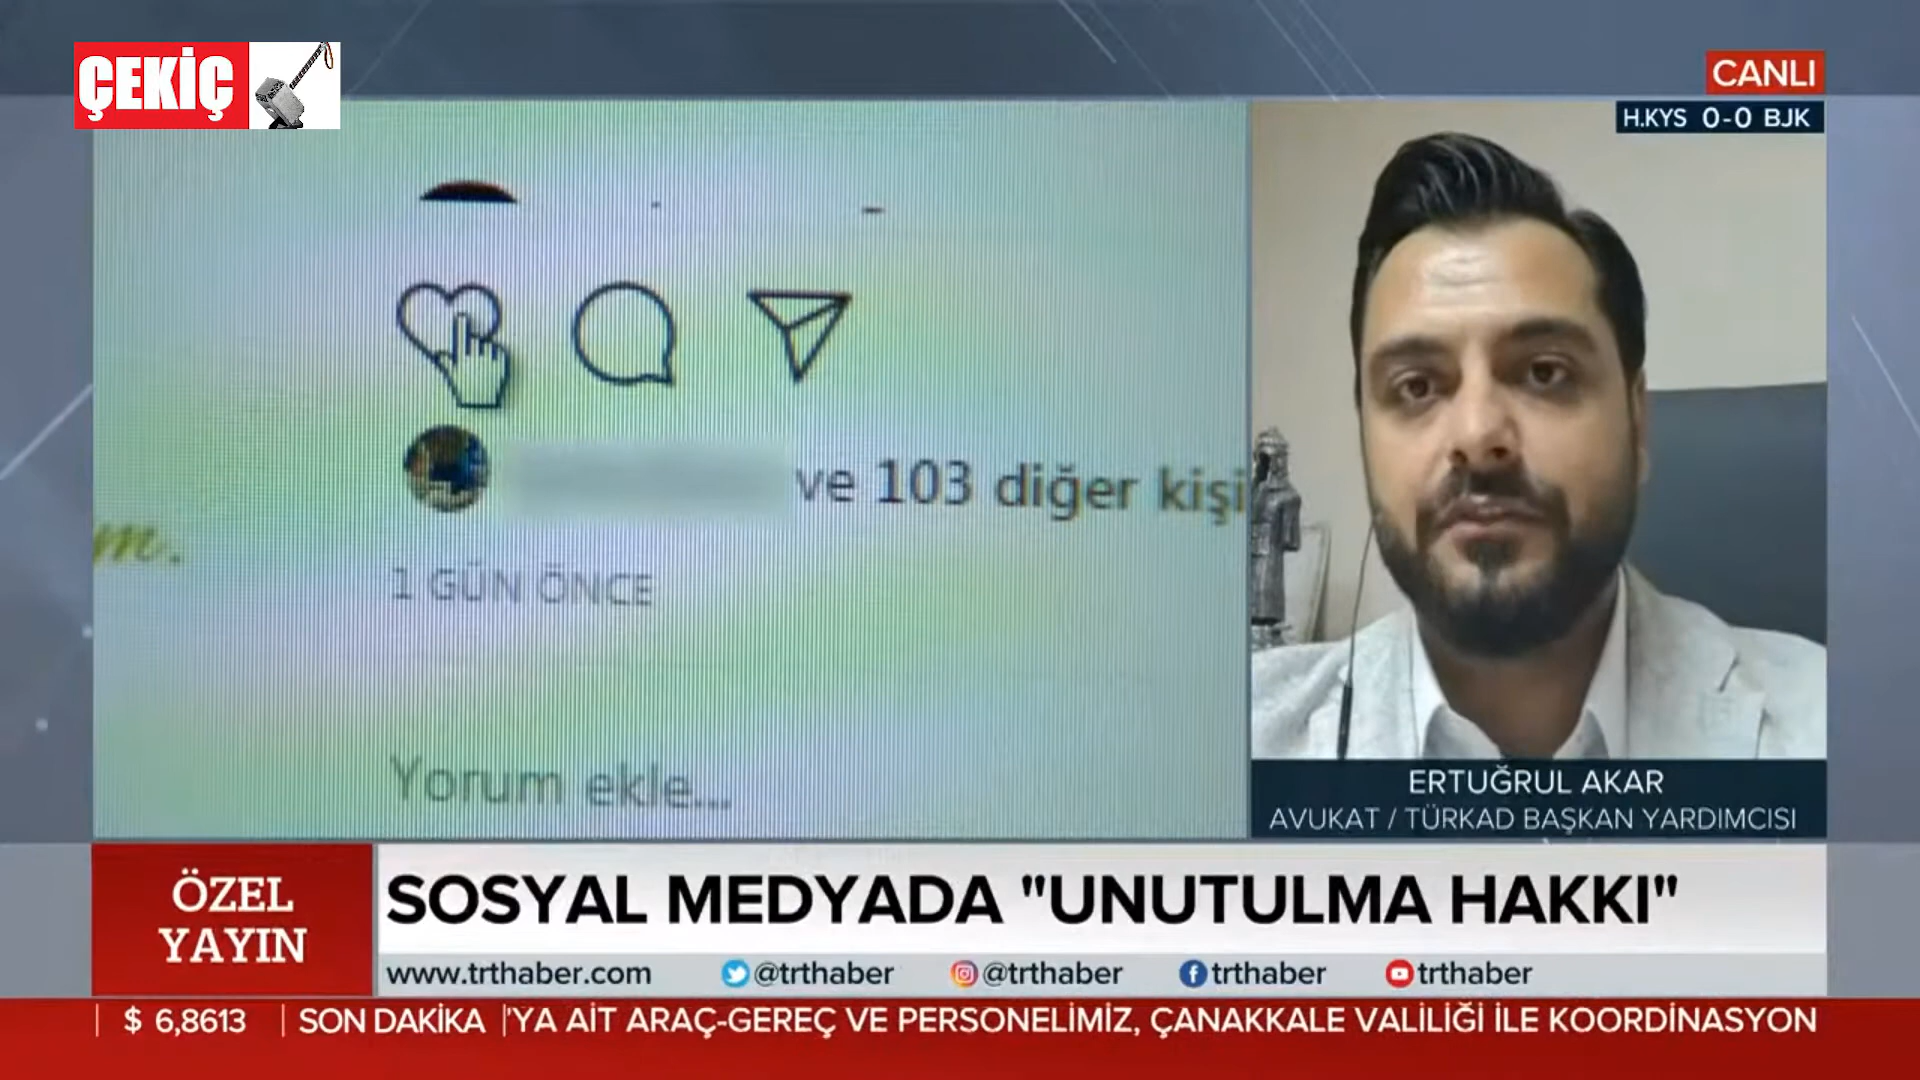 ÇEKİÇ
CANLI
H.KYS 0-0 BJK
ve 103 diğer kişi
m.
1 GÜN ÖNCE
Yorum ekle...
ERTUĞRUL AKAR
AVUKAT / TÜRKAD BAŞKAN YARDIMCISI
ÖZEL
YAYIN
SOSYAL MEDYADA "UNUTULMA HAKKI"
www.trthaber.com @trthaber @trthaber trthaber trthaber
$ 6,8613 SON DAKİKA 'YA AİT ARAÇ-GEREÇ VE PERSONELİMİZ, ÇANAKKALE VALİLİĞİ İLE KOORDİNASYON